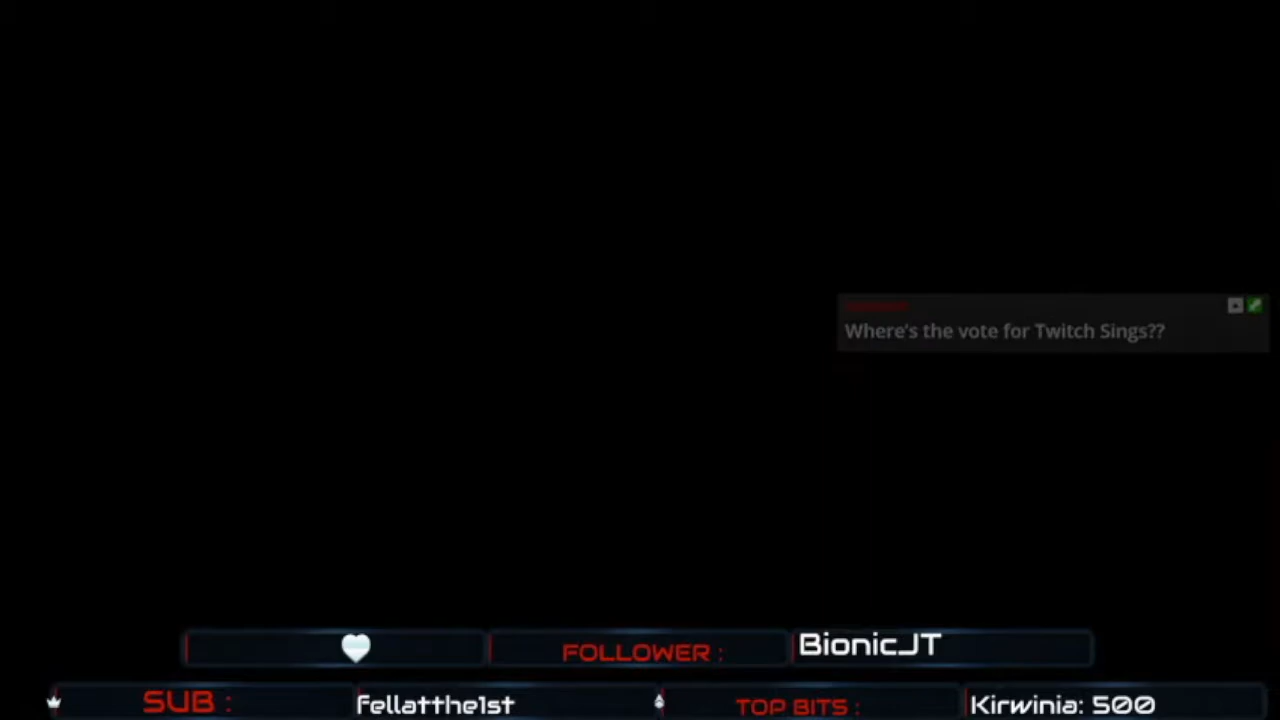 Where's the vote for Twitch Sings??
FOLLOWER : BionicJT
SUB : fellatthe1st TOP BITS : Kirwinia: 500